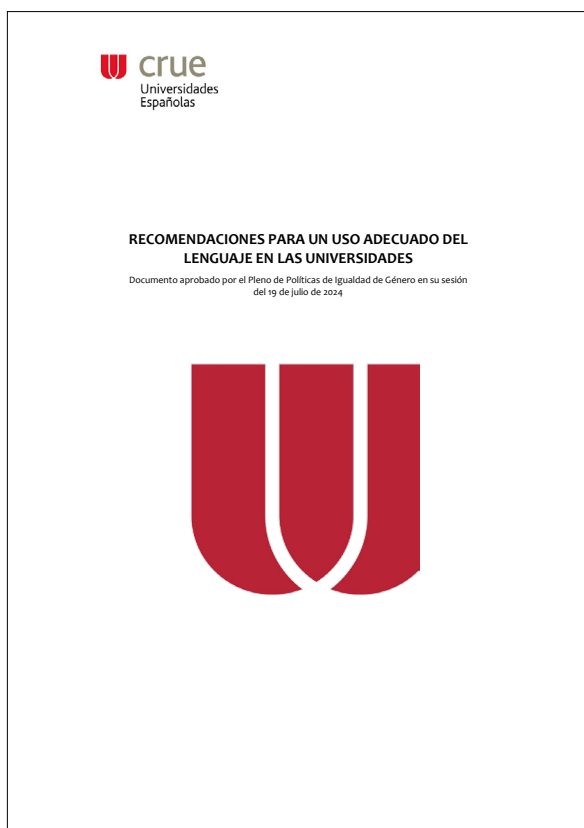 crue
Universidades
Españolas
RECOMENDACIONES PARA UN USO ADECUADO DEL
LENGUAJE EN LAS UNIVERSIDADES
Documento aprobado por el Pleno de Políticas de Igualdad de Género en su sesión
del 19 de julio de 2024